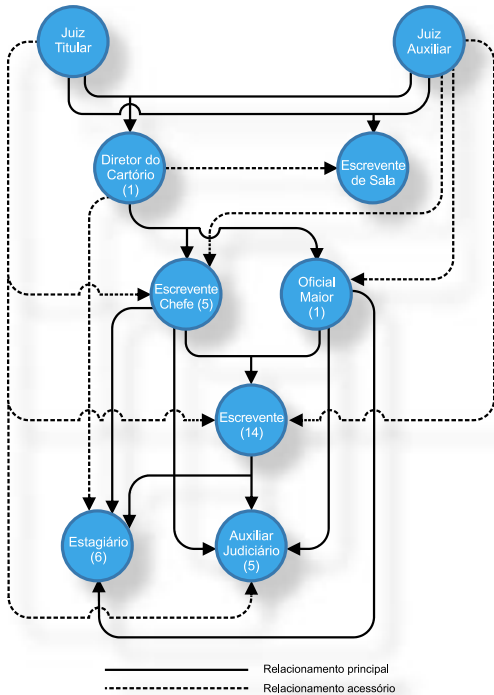 Juiz
Titular
Juiz
Auxiliar
Diretor do
Cartório
(1)
Escrevente
de Sala
Escrevente
Chefe (5)
Oficial
Maior
(1)
Escrevente
(14)
Estagiário
(6)
Auxiliar
Judiciário
(5)
Relacionamento principal
Relacionamento acessório